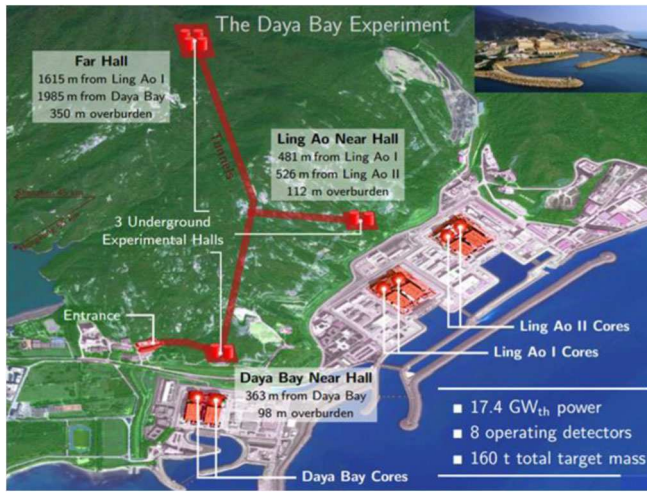 The Daya Bay Experiment
Far Hall
1615 m from Ling Ao I
1985 m from Daya Bay
350 m overburden
Ling Ao Near Hall
481 m from Ling Ao I
526 m from Ling Ao II
112 m overburden
Tunnels
3 Underground
Experimental Halls
Entrance
Ling Ao II Cores
Ling Ao I Cores
Daya Bay Near Hall
363 m from Daya Bay
98 m overburden
Daya Bay Cores
■ 17.4 GWth power
■ 8 operating detectors
■ 160 t total target mass